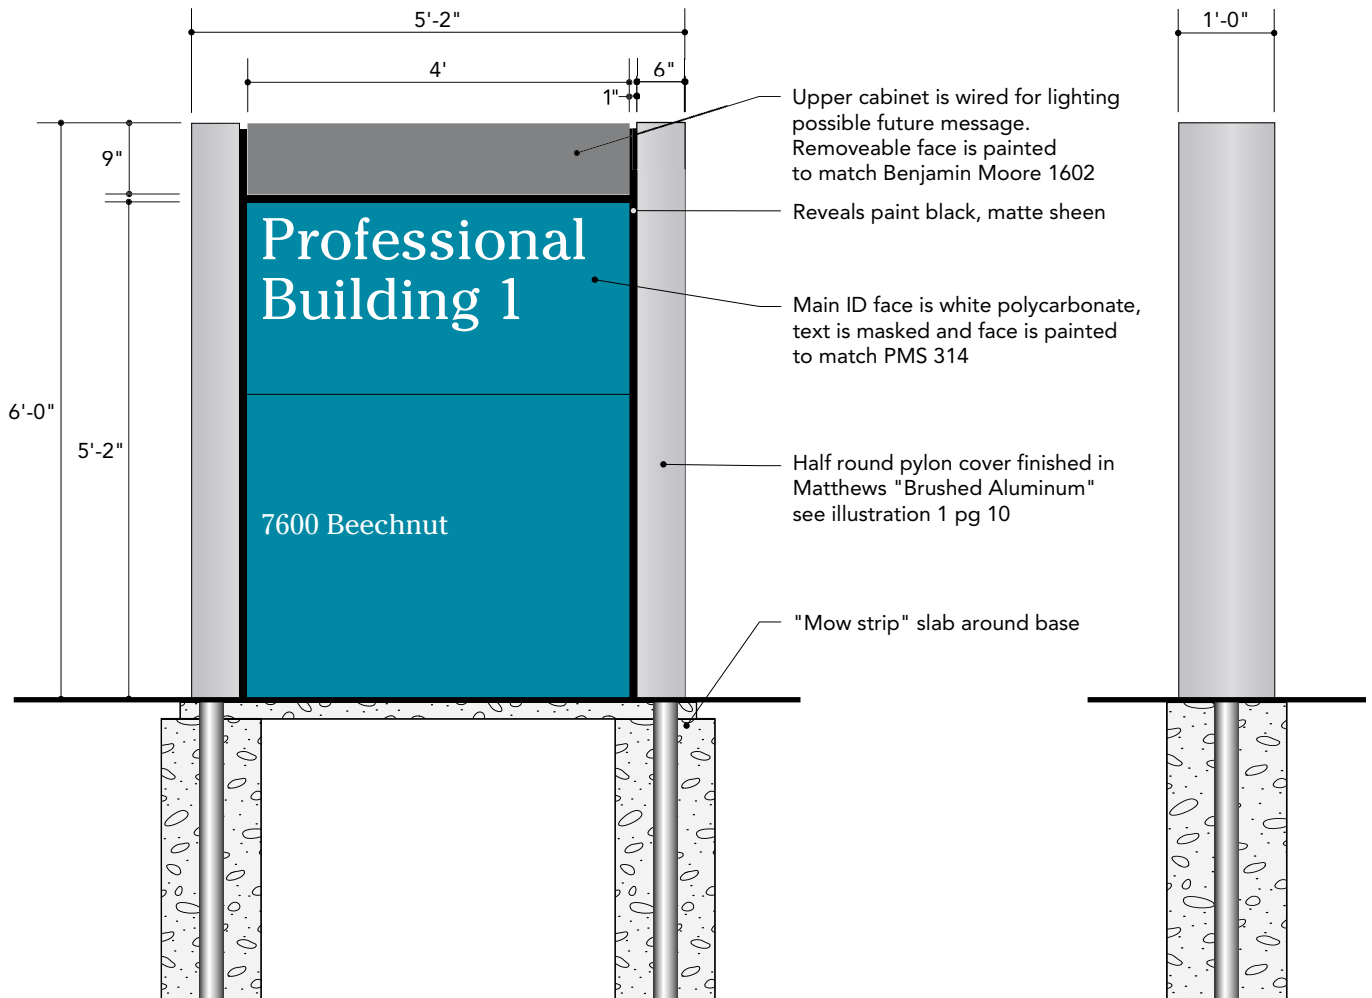 5'-2"
1'-0"
4'
6"
1"
9"
6'-0"
5'-2"
Professional
Building 1
7600 Beechnut
Upper cabinet is wired for lighting
possible future message.
Removeable face is painted
to match Benjamin Moore 1602
Reveals paint black, matte sheen
Main ID face is white polycarbonate,
text is masked and face is painted
to match PMS 314
Half round pylon cover finished in
Matthews "Brushed Aluminum"
see illustration 1 pg 10
"Mow strip" slab around base